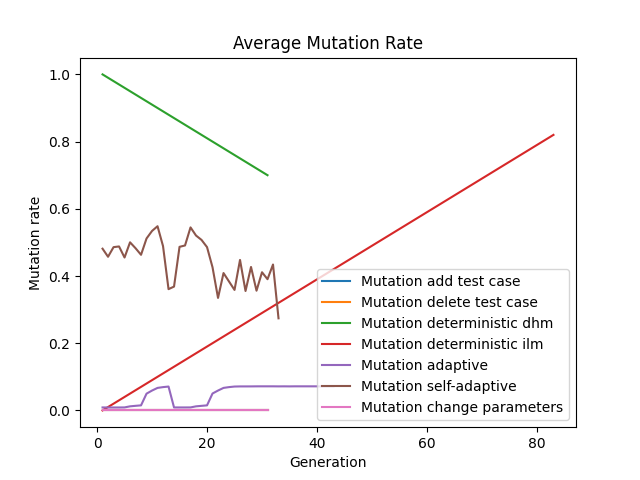 Average Mutation Rate
Mutation rate
1.0
0.8
0.6
0.4
0.2
0.0
Mutation add test case
Mutation delete test case
Mutation deterministic dhm
Mutation deterministic ilm
Mutation adaptive
Mutation self-adaptive
Mutation change parameters
0 20 40 60 80
Generation